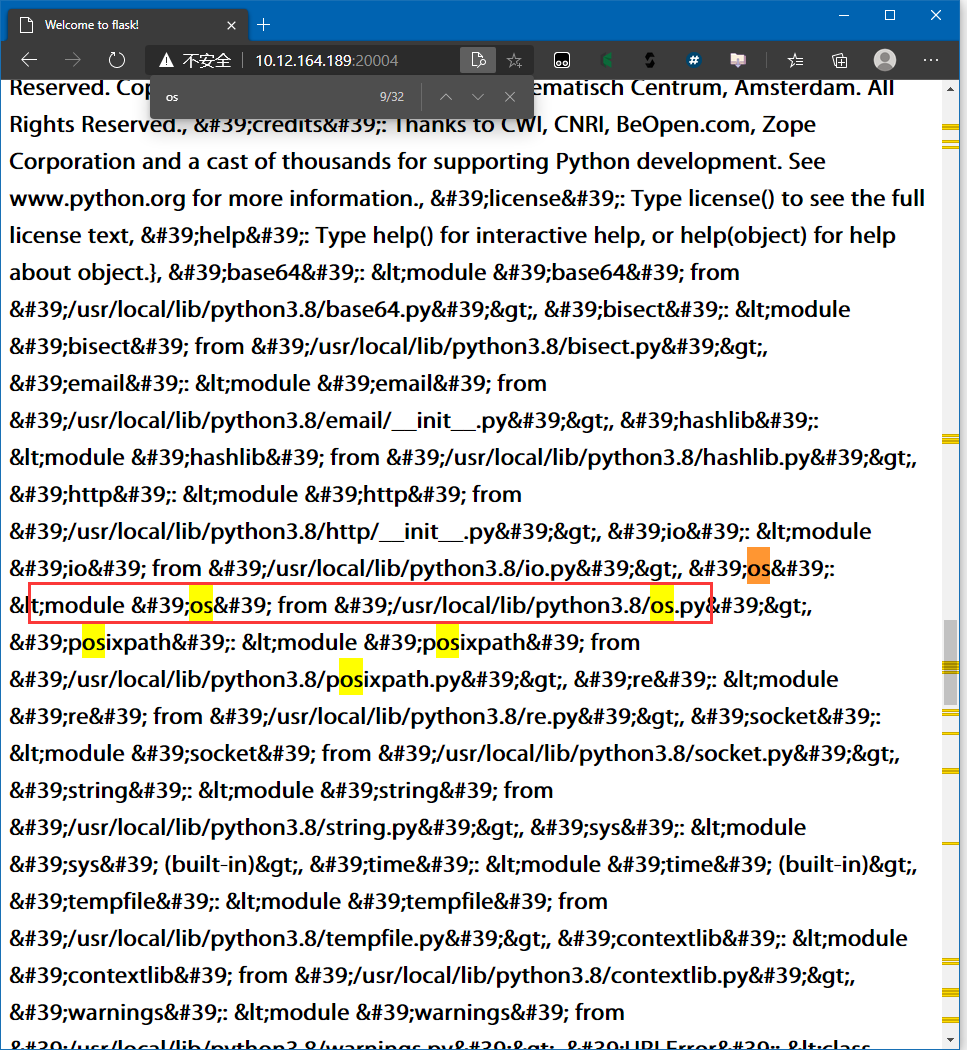 Welcome to flask!
不安全 10.12.164.189:20004
os 9/32
Reserved. Cop ematisch Centrum, Amsterdam. All
Rights Reserved., &#39;credits&#39;: Thanks to CWI, CNRI, BeOpen.com, Zope
Corporation and a cast of thousands for supporting Python development. See
www.python.org for more information., &#39;license&#39;: Type license() to see the full
license text, &#39;help&#39;: Type help() for interactive help, or help(object) for help
about object.}, &#39;base64&#39;: &lt;module &#39;base64&#39; from
&#39;/usr/local/lib/python3.8/base64.py&#39;&gt;, &#39;bisect&#39;: &lt;module
&#39;bisect&#39; from &#39;/usr/local/lib/python3.8/bisect.py&#39;&gt;,
&#39;email&#39;: &lt;module &#39;email&#39; from
&#39;/usr/local/lib/python3.8/email/__init__.py&#39;&gt;, &#39;hashlib&#39;:
&lt;module &#39;hashlib&#39; from &#39;/usr/local/lib/python3.8/hashlib.py&#39;&gt;,
&#39;http&#39;: &lt;module &#39;http&#39; from
&#39;/usr/local/lib/python3.8/http/__init__.py&#39;&gt;, &#39;io&#39;: &lt;module
&#39;io&#39; from &#39;/usr/local/lib/python3.8/io.py&#39;&gt;, &#39;os&#39;:
&lt;module &#39;os&#39; from &#39;/usr/local/lib/python3.8/os.py&#39;&gt;,
&#39;posixpath&#39;: &lt;module &#39;posixpath&#39; from
&#39;/usr/local/lib/python3.8/posixpath.py&#39;&gt;, &#39;re&#39;: &lt;module
&#39;re&#39; from &#39;/usr/local/lib/python3.8/re.py&#39;&gt;, &#39;socket&#39;:
&lt;module &#39;socket&#39; from &#39;/usr/local/lib/python3.8/socket.py&#39;&gt;,
&#39;string&#39;: &lt;module &#39;string&#39; from
&#39;/usr/local/lib/python3.8/string.py&#39;&gt;, &#39;sys&#39;: &lt;module
&#39;sys&#39; (built-in)&gt;, &#39;time&#39;: &lt;module &#39;time&#39; (built-in)&gt;,
&#39;tempfile&#39;: &lt;module &#39;tempfile&#39; from
&#39;/usr/local/lib/python3.8/tempfile.py&#39;&gt;, &#39;contextlib&#39;: &lt;module
&#39;contextlib&#39; from &#39;/usr/local/lib/python3.8/contextlib.py&#39;&gt;,
&#39;warnings&#39;: &lt;module &#39;warnings&#39; from
&#39;/usr/local/lib/python3.8/warnings.py&#39;&gt;, &#39;URLError&#39;: &lt;class